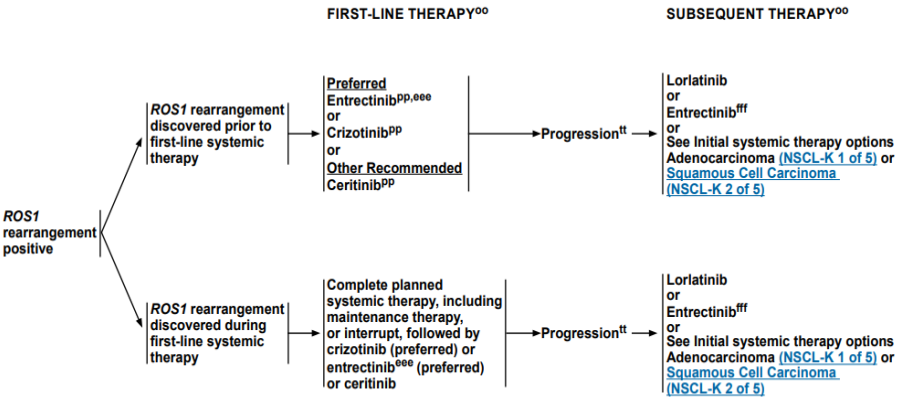 FIRST-LINE THERAPYoo
SUBSEQUENT THERAPYoo
ROS1
rearrangement
positive
ROS1 rearrangement
discovered prior to
first-line systemic
therapy
Preferred
Entrectinibpp,eee
or
Crizotinibpp
or
Other Recommended
Ceritinibpp
Progressiontt
Lorlatinib
or
Entrectinibfff
or
See Initial systemic therapy options
Adenocarcinoma (NSCL-K 1 of 5) or
Squamous Cell Carcinoma
(NSCL-K 2 of 5)
ROS1 rearrangement
discovered during
first-line systemic
therapy
Complete planned
systemic therapy, including
maintenance therapy,
or interrupt, followed by
crizotinib (preferred) or
entrectinibeee (preferred)
or ceritinib
Progressiontt
Lorlatinib
or
Entrectinibfff
or
See Initial systemic therapy options
Adenocarcinoma (NSCL-K 1 of 5) or
Squamous Cell Carcinoma
(NSCL-K 2 of 5)